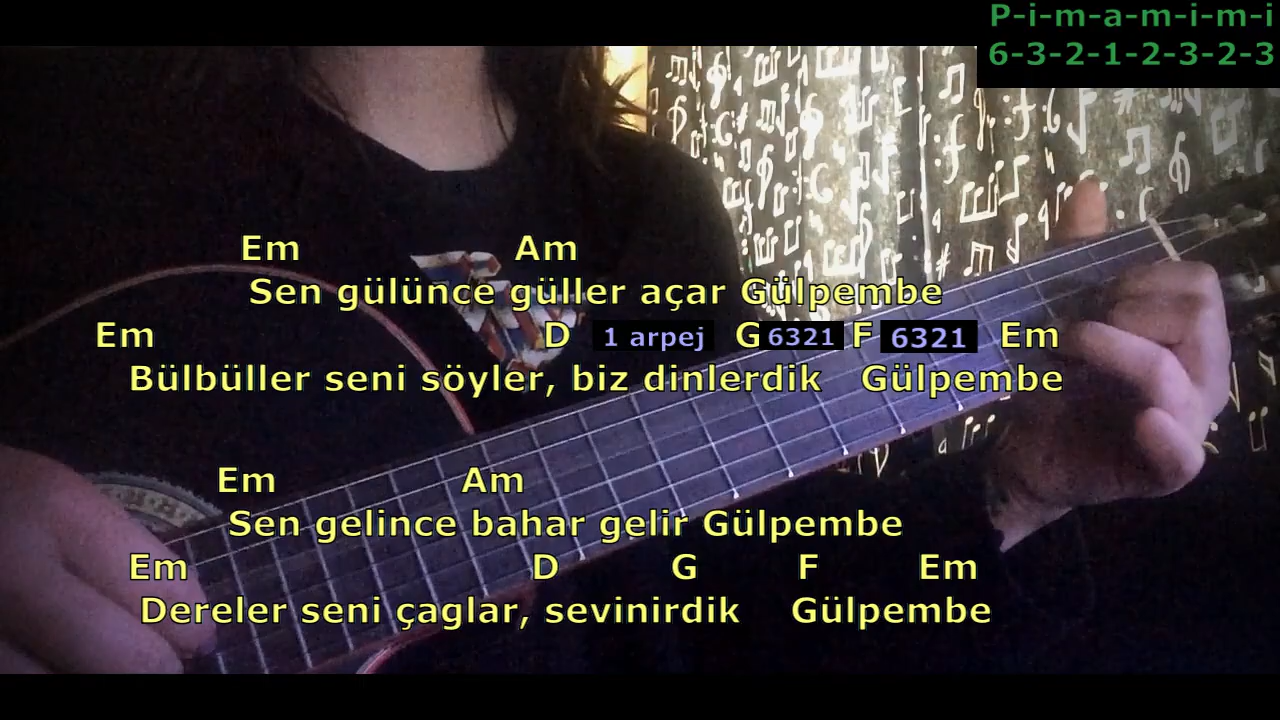 P-i-m-a-m-i-m-i
6-3-2-1-2-3-2-3
Em Am
Sen gülünce güller açar Gülpembe
Em D 1 arpej G 6321 F 6321 Em
Bülbüller seni söyler, biz dinlerdik Gülpembe
Em Am
Sen gelince bahar gelir Gülpembe
Em D G F Em
Dereler seni çaglar, sevinirdik Gülpembe